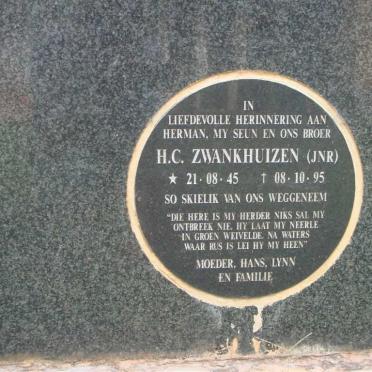 IN
LIEFDEVOLLE HERINNERING AAN
HERMAN, MY SEUN EN ONS BROER
H.C. ZWANKHUIZEN (JNR)
★ 21·08·45 † 08·10·95
SO SKIELIK VAN ONS WEGGENEEM
"DIE HERE IS MY HERDER NIKS SAL MY
ONTBREEK NIE. HY LAAT MY NEERLE
IN GROEN WEIVELDE. NA WATERS
WAAR RUS IS LEI HY MY HEEN"
MOEDER, HANS, LYNN
EN FAMILIE